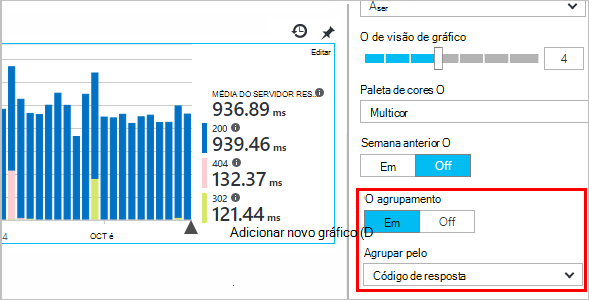 Editar
MÉDIA DO SERVIDOR RES.
936.89 ms
200
939.46 ms
404
132.37 ms
302
121.44 ms
4
OCT é
Adicionar novo gráfico (D
Aser
O de visão de gráfico
4
Paleta de cores O
Multicor
Semana anterior O
Em
Off
O agrupamento
Em
Off
Agrupar pelo
Código de resposta